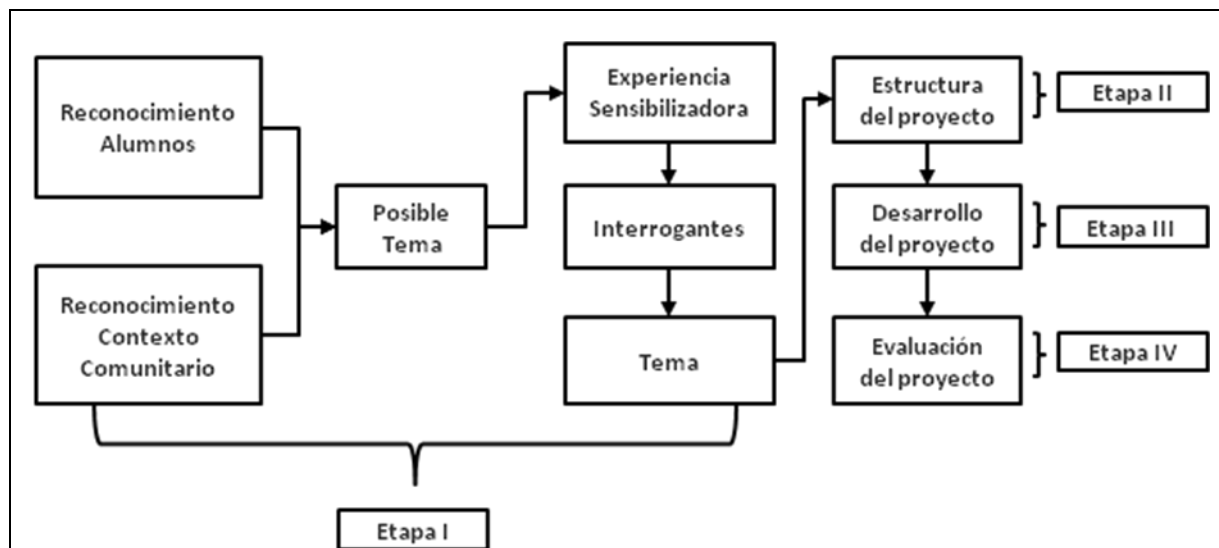 Reconocimiento
Alumnos
Reconocimiento
Contexto
Comunitario
Posible
Tema
Experiencia
Sensibilizadora
Interrogantes
Tema
Estructura
del proyecto
Etapa II
Desarrollo
del proyecto
Etapa III
Evaluación
del proyecto
Etapa IV
Etapa I